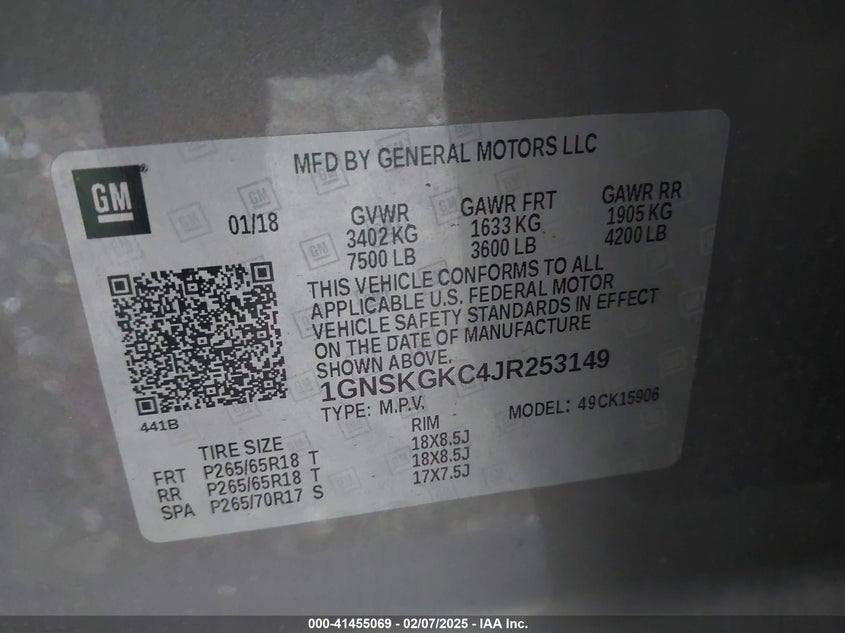 MFD BY GENERAL MOTORS LLC
GM
01/18
GVWR GAWR FRT GAWR RR
3402 KG 1633 KG 1905 KG
7500 LB 3600 LB 4200 LB
THIS VEHICLE CONFORMS TO ALL
APPLICABLE U.S. FEDERAL MOTOR
VEHICLE SAFETY STANDARDS IN EFFECT
ON THE DATE OF MANUFACTURE
SHOWN ABOVE.
1GNSKGKC4JR253149
TYPE: M.P.V. MODEL: 49CK15906
441B
TIRE SIZE RIM
FRT P265/65R18 T 18X8.5J
RR P265/65R18 T 18X8.5J
SPA P265/70R17 S 17X7.5J
000-41455069 - 02/07/2025 - IAA Inc.